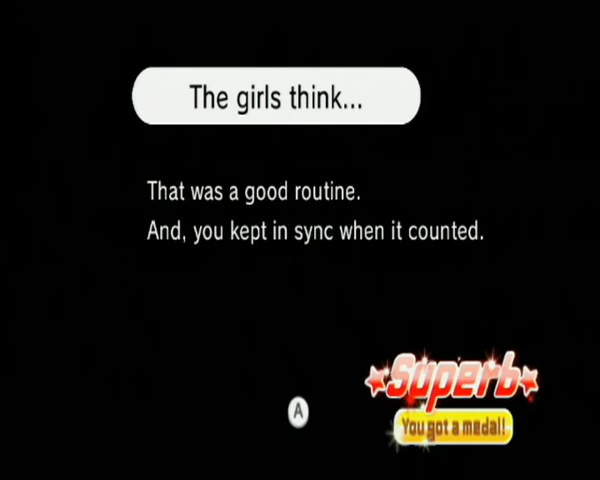 The girls think...
That was a good routine.
And, you kept in sync when it counted.
Superb
You got a medal!
A